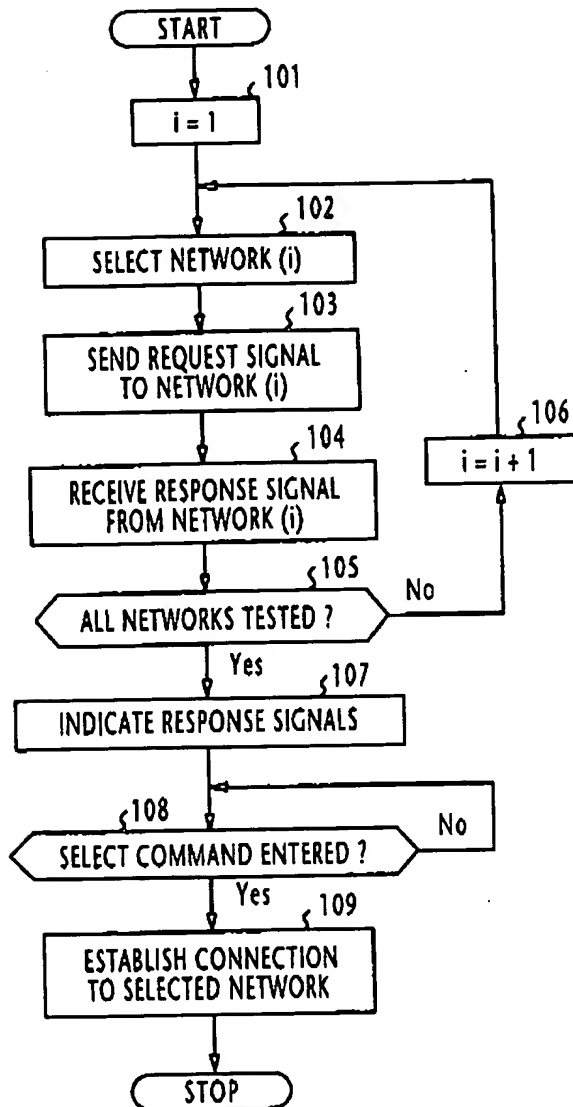 START
101
i = 1
102
SELECT NETWORK (i)
103
SEND REQUEST SIGNAL
TO NETWORK (i)
104
RECEIVE RESPONSE SIGNAL
FROM NETWORK (i)
105
ALL NETWORKS TESTED ?
No
106
i = i + 1
Yes
107
INDICATE RESPONSE SIGNALS
108
SELECT COMMAND ENTERED ?
No
Yes
109
ESTABLISH CONNECTION
TO SELECTED NETWORK
STOP